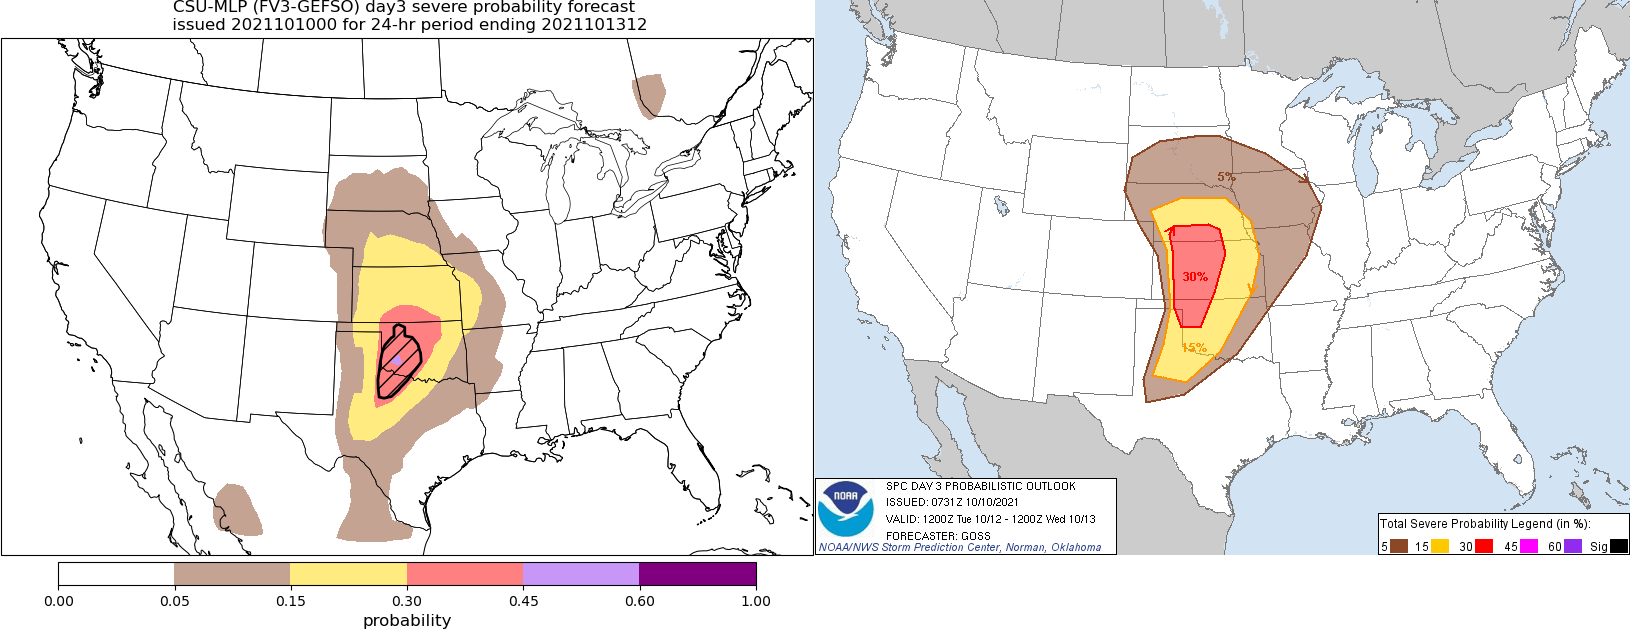 CSU-MLP (FV3-GEFSO) day3 severe probability forecast
issued 2021101000 for 24-hr period ending 2021101312
0.00 0.05 0.15 0.30 0.45 0.60 1.00
probability
5%
30%
15%
NOAA
SPC DAY 3 PROBABILISTIC OUTLOOK
ISSUED: 0731Z 10/10/2021
VALID: 1200Z Tue 10/12 - 1200Z Wed 10/13
FORECASTER: GOSS
NOAA/NWS Storm Prediction Center, Norman, Oklahoma
Total Severe Probability Legend (in %):
5 15 30 45 60 Sig